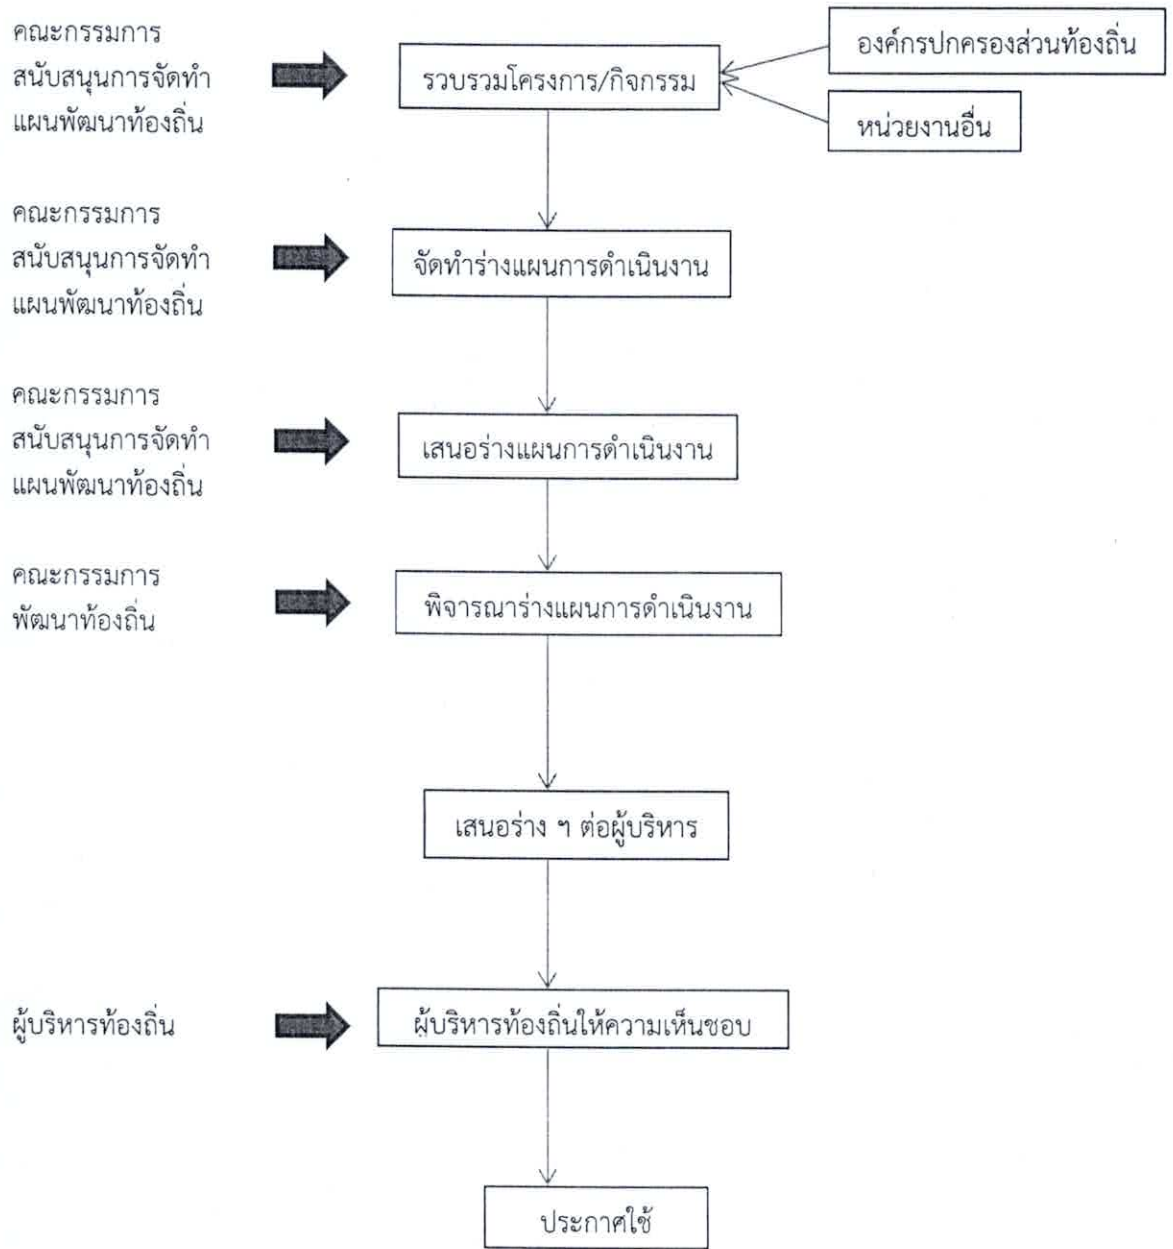 คณะกรรมการ
สนับสนุนการจัดทำ
แผนพัฒนาท้องถิ่น
รวบรวมโครงการ/กิจกรรม
องค์กรปกครองส่วนท้องถิ่น
หน่วยงานอื่น
คณะกรรมการ
สนับสนุนการจัดทำ
แผนพัฒนาท้องถิ่น
จัดทำร่างแผนการดำเนินงาน
คณะกรรมการ
สนับสนุนการจัดทำ
แผนพัฒนาท้องถิ่น
เสนอร่างแผนการดำเนินงาน
คณะกรรมการ
พัฒนาท้องถิ่น
พิจารณาร่างแผนการดำเนินงาน
เสนอร่าง ฯ ต่อผู้บริหาร
ผู้บริหารท้องถิ่น
ผู้บริหารท้องถิ่นให้ความเห็นชอบ
ประกาศใช้